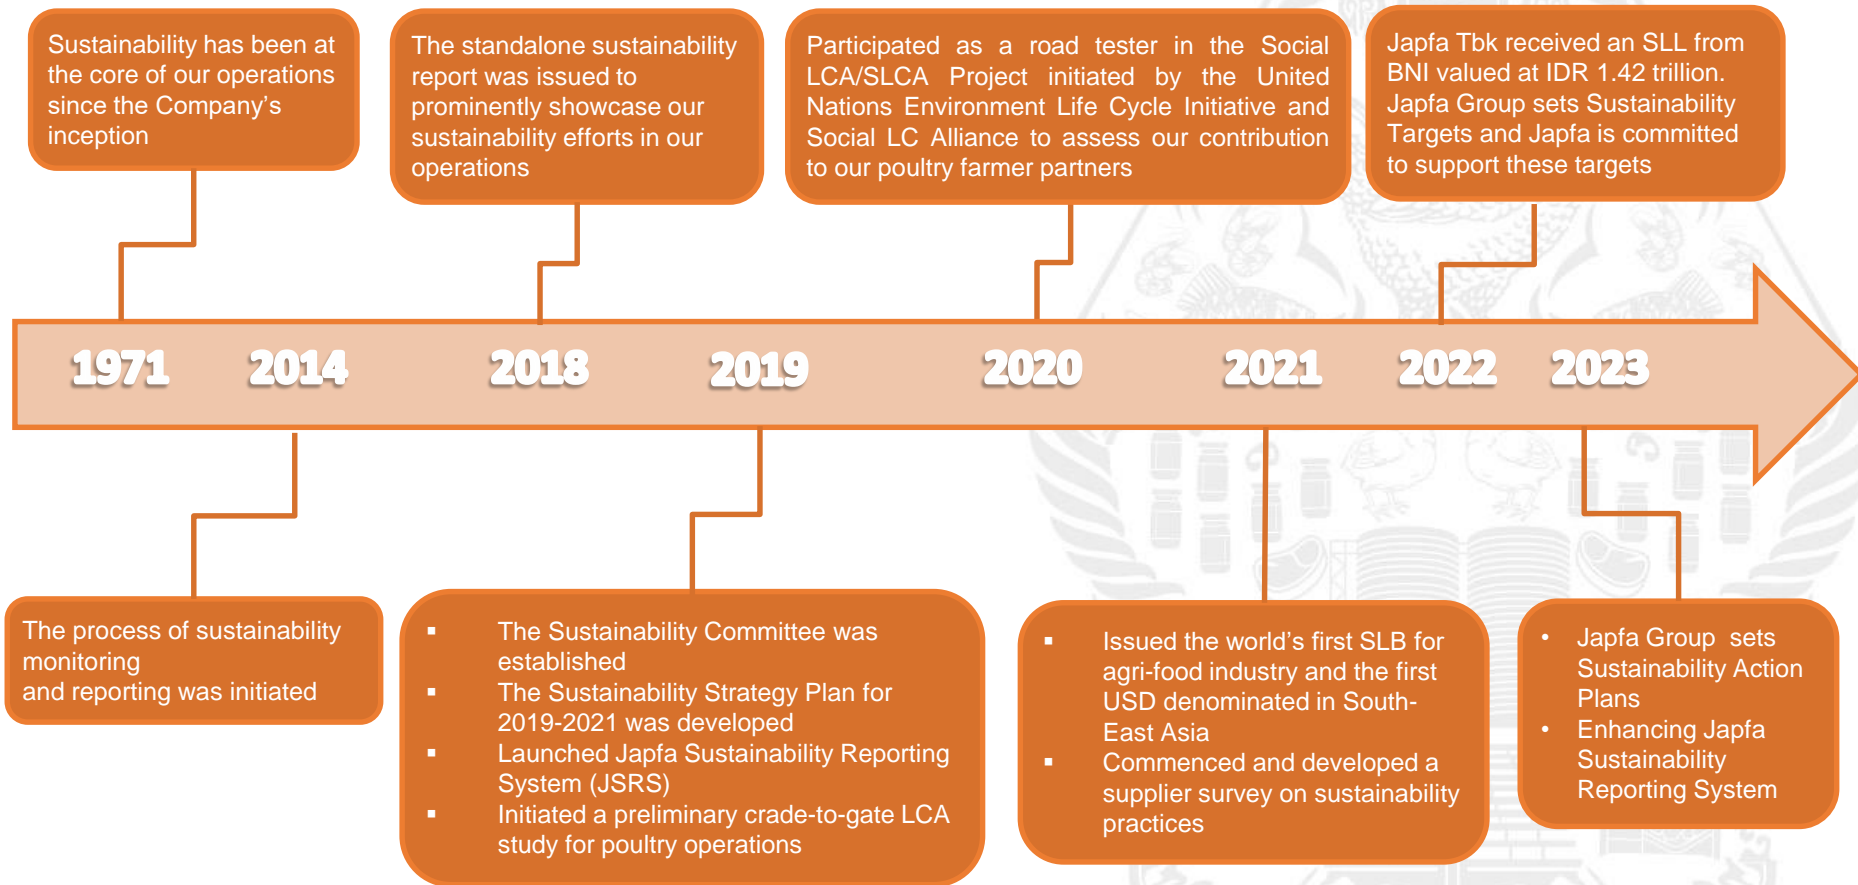 Sustainability has been at
the core of our operations
since the Company's
inception
The standalone sustainability
report was issued to
prominently showcase our
sustainability efforts in our
operations
Participated as a road tester in the Social
LCA/SLCA Project initiated by the United
Nations Environment Life Cycle Initiative and
Social LC Alliance to assess our contribution
to our poultry farmer partners
Japfa Tbk received an SLL from
BNI valued at IDR 1.42 trillion.
Japfa Group sets Sustainability
Targets and Japfa is committed
to support these targets
1971 2014 2018 2019 2020 2021 2022 2023
The process of sustainability
monitoring
and reporting was initiated
▪ The Sustainability Committee was
established
▪ The Sustainability Strategy Plan for
2019-2021 was developed
▪ Launched Japfa Sustainability Reporting
System (JSRS)
▪ Initiated a preliminary crade-to-gate LCA
study for poultry operations
▪ Issued the world's first SLB for
agri-food industry and the first
USD denominated in South-
East Asia
▪ Commenced and developed a
supplier survey on sustainability
practices
• Japfa Group sets
Sustainability Action
Plans
• Enhancing Japfa
Sustainability
Reporting System